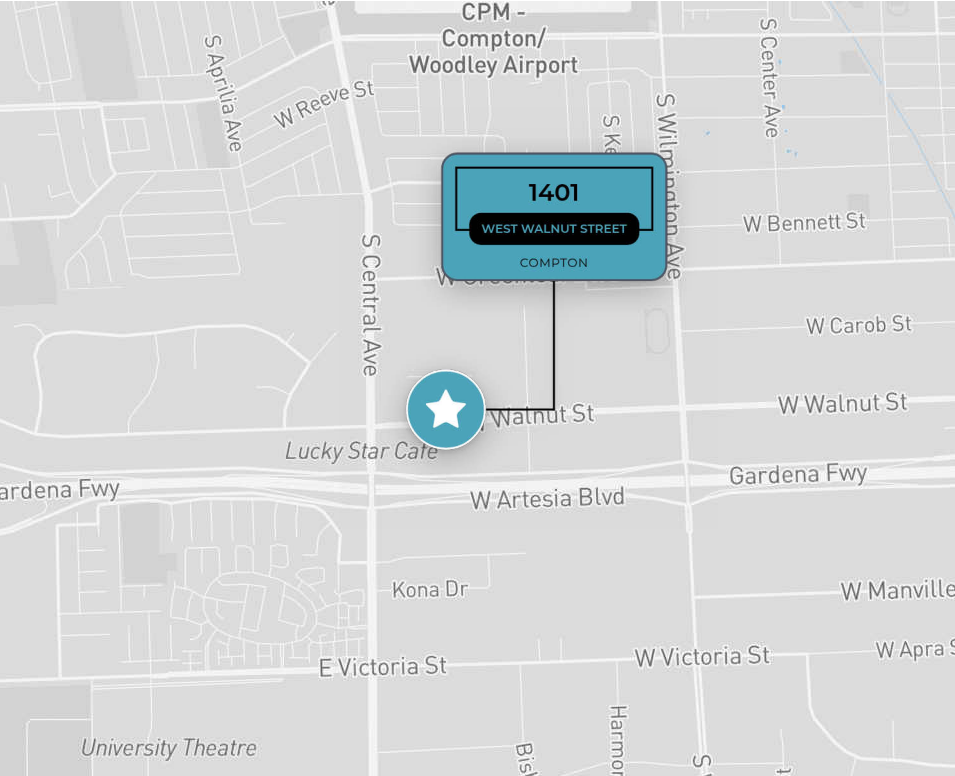 CPM -
Compton/
Woodley Airport
S Aprilia Ave
W Reeve St
S Center Ave
S Wilmington Ave
1401
WEST WALNUT STREET
COMPTON
W Bennett St
S Central Ave
W Carob St
W Walnut St
Walnut St
Lucky Star Cafe
Gardena Fwy
ardena Fwy
W Artesia Blvd
Kona Dr
W Manville
E Victoria St
W Victoria St
W Apra S
University Theatre
Harmon
Bish